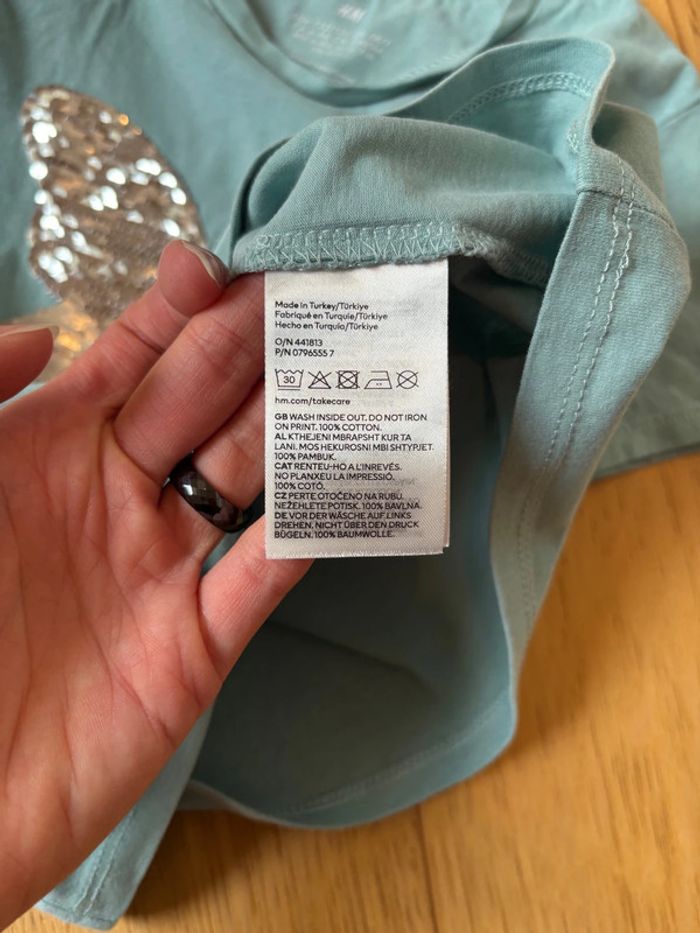 H&M
Made in Turkey/Türkiye
Fabriqué en Turquie/Türkiye
Hecho en Turquía/Türkiye
O/N 441813
P/N 0796555 7
30
hm.com/takecare
GB WASH INSIDE OUT. DO NOT IRON
ON PRINT. 100% COTTON.
AL KTHEJENI MBRAPSHT KUR TA
LANI. MOS HEKUROSNI MBI SHTYPJET.
100% PAMBUK.
CAT RENTEU-HO A L'INREVÉS.
NO PLANXEU LA IMPRESSIÓ.
100% COTÓ.
CZ PERTE OTOČENO NA RUBU.
NEŽEHLETE POTISK. 100% BAVLNA.
DE VOR DER WÄSCHE AUF LINKS
DREHEN. NICHT ÜBER DEN DRUCK
BÜGELN. 100% BAUMWOLLE.